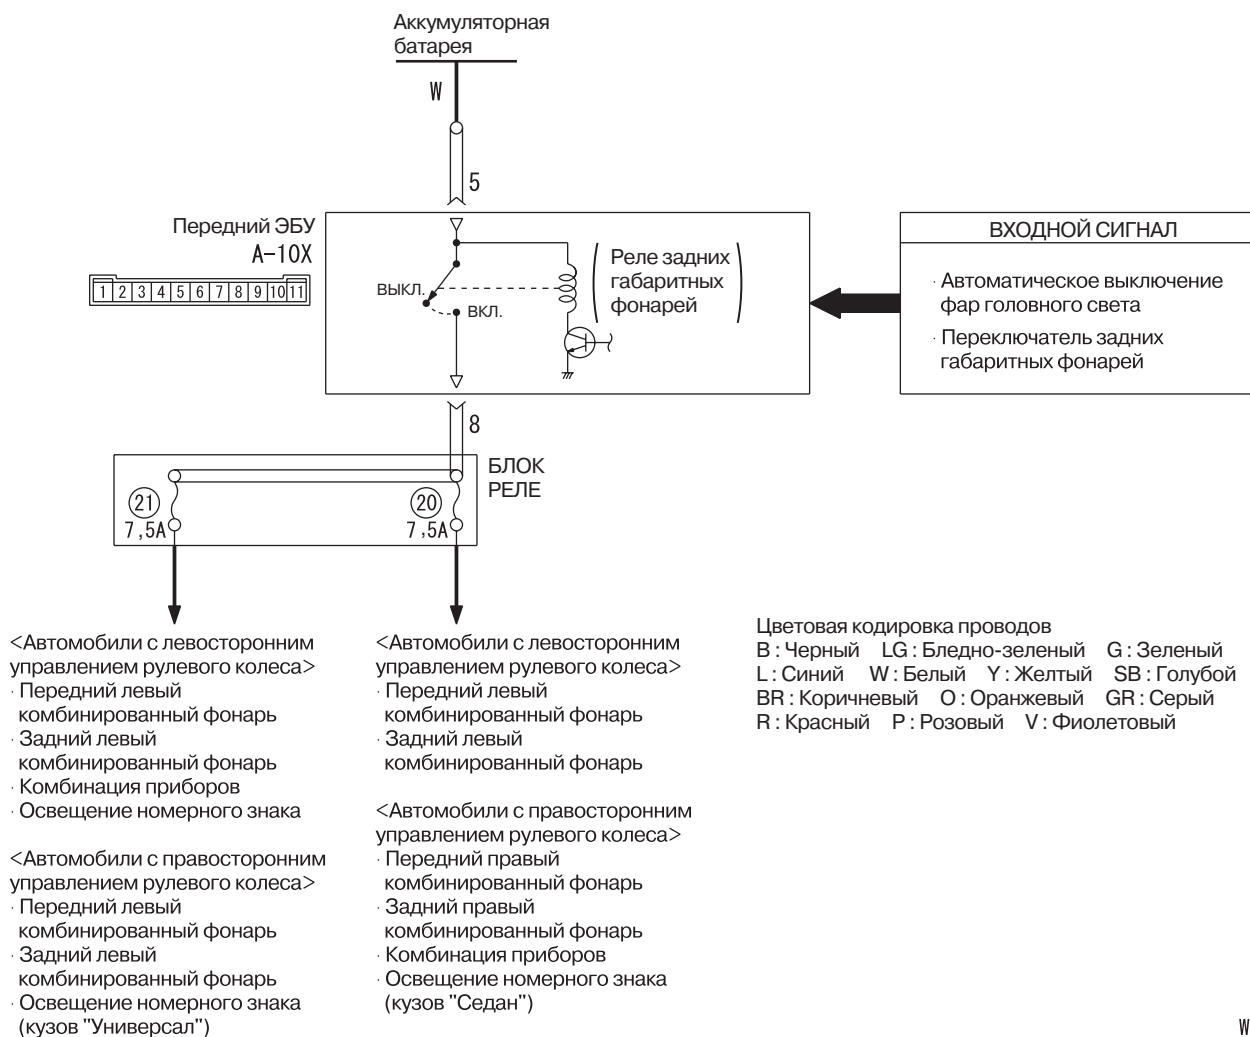 Аккумуляторная
батарея
W
5
Передний ЭБУ
A-10X
1 2 3 4 5 6 7 8 9 10 11
ВЫКЛ.
ВКЛ.
Реле задних
габаритных
фонарей
ВХОДНОЙ СИГНАЛ
· Автоматическое выключение
фар головного света
· Переключатель задних
габаритных фонарей
8
БЛОК
РЕЛЕ
21
7,5A
20
7,5A
<Автомобили с левосторонним
управлением рулевого колеса>
· Передний левый
комбинированный фонарь
· Задний левый
комбинированный фонарь
· Комбинация приборов
· Освещение номерного знака
<Автомобили с правосторонним
управлением рулевого колеса>
· Передний левый
комбинированный фонарь
· Задний левый
комбинированный фонарь
· Освещение номерного знака
(кузов "Универсал")
<Автомобили с левосторонним
управлением рулевого колеса>
· Передний левый
комбинированный фонарь
· Задний левый
комбинированный фонарь
<Автомобили с правосторонним
управлением рулевого колеса>
· Передний правый
комбинированный фонарь
· Задний правый
комбинированный фонарь
· Комбинация приборов
· Освещение номерного знака
(кузов "Седан")
Цветовая кодировка проводов
B : Черный LG : Бледно-зеленый G : Зеленый
L : Синий W : Белый Y : Желтый SB : Голубой
BR : Коричневый O : Оранжевый GR : Серый
R : Красный P : Розовый V : Фиолетовый
W